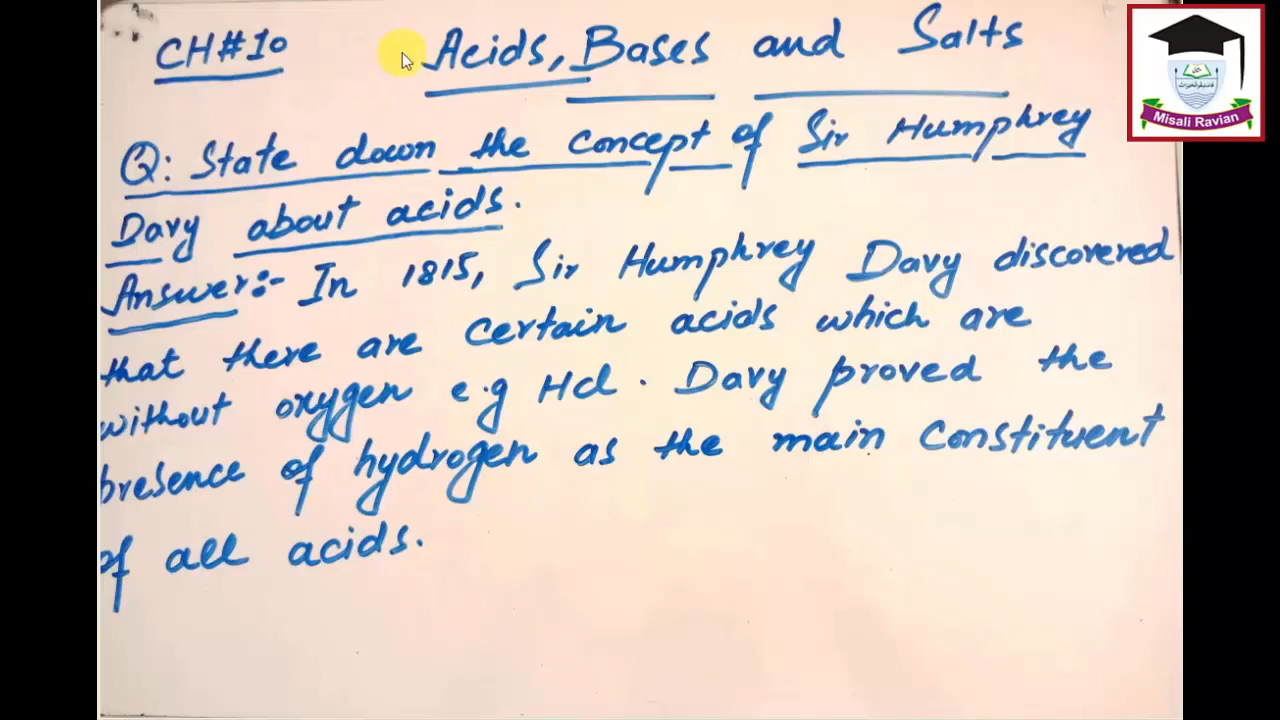 CH#10 Acids, Bases and Salts
Q: State down the concept of Sir Humphrey
Davy about acids.
Answer:- In 1815, Sir Humphrey Davy discovered
that there are certain acids which are
without oxygen e.g HCl. Davy proved the
presence of hydrogen as the main constituent
of all acids.
Misali Ravian